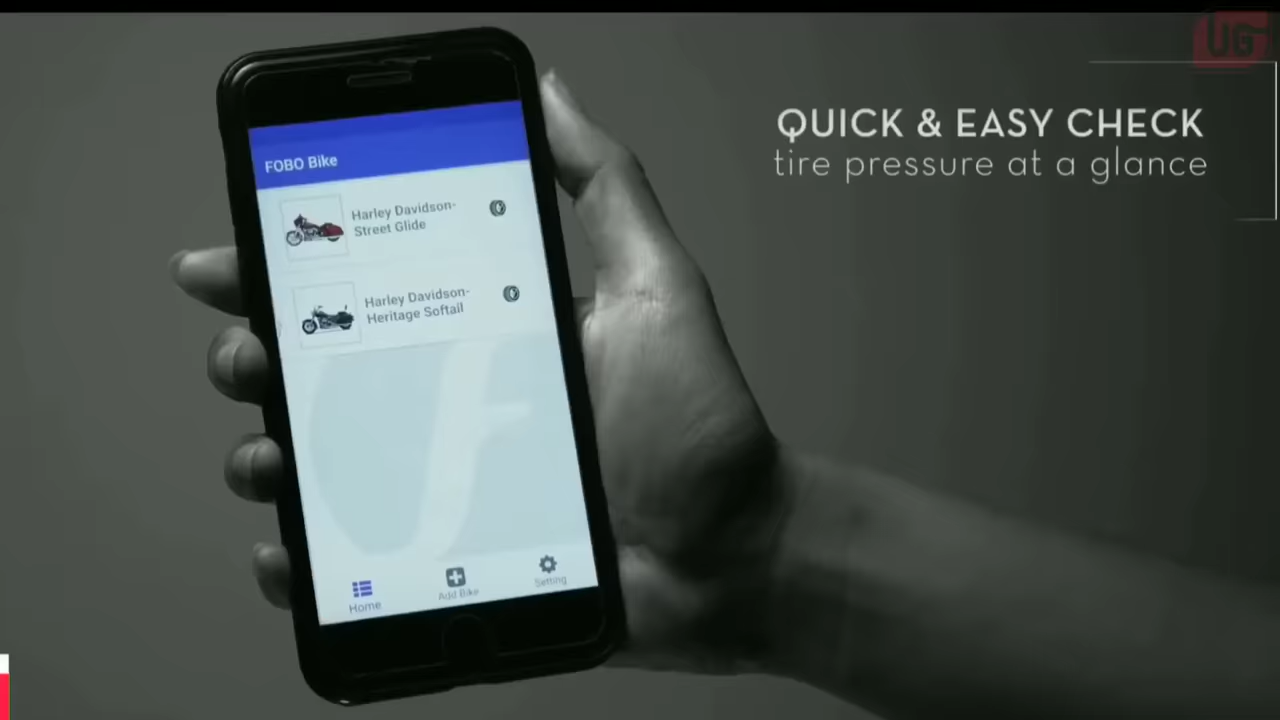 UG
QUICK & EASY CHECK
tire pressure at a glance
FOBO Bike
Harley Davidson-
Street Glide
Harley Davidson-
Heritage Softail
Home
Add Bike
Setting